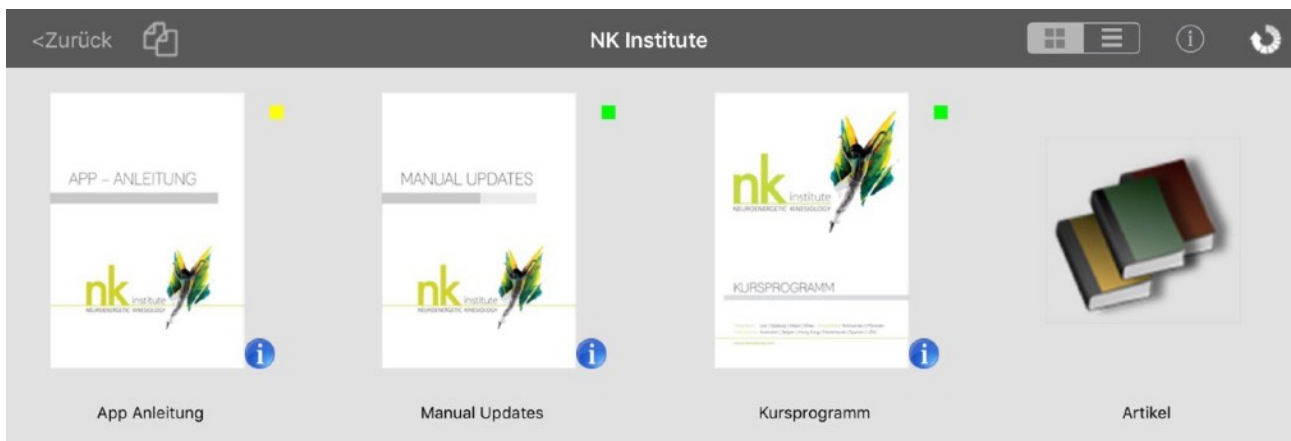 <Zurück
NK Institute
APP – ANLEITUNG
nk institute
NEUROENERGETIC KINESIOLOGY
App Anleitung
MANUAL UPDATES
nk institute
NEUROENERGETIC KINESIOLOGY
Manual Updates
nk institute
NEUROENERGETIC KINESIOLOGY
KURSPROGRAMM
Kursprogramm
Artikel